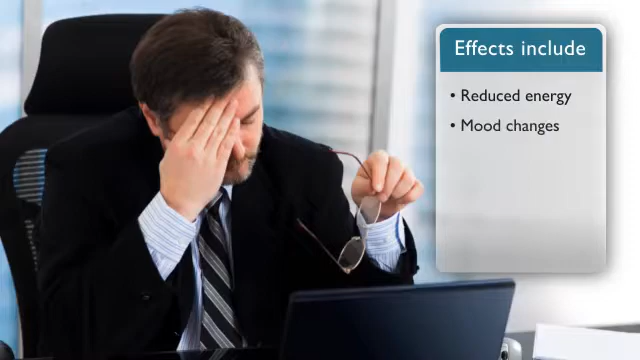 Effects include
• Reduced energy
• Mood changes